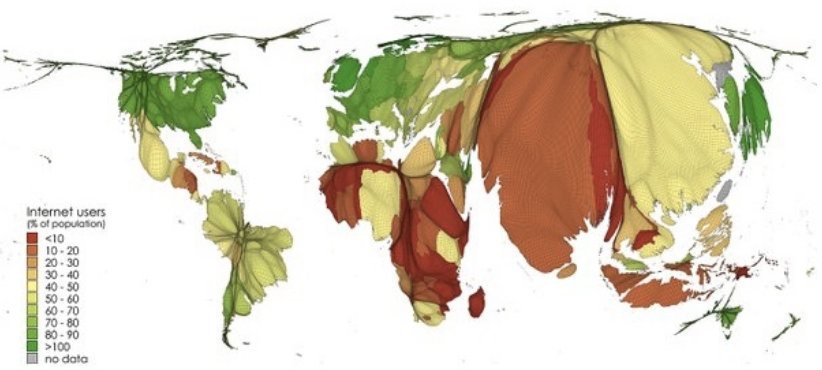 Internet users
(% of population)
<10
10 - 20
20 - 30
30 - 40
40 - 50
50 - 60
60 - 70
70 - 80
80 - 90
>100
no data